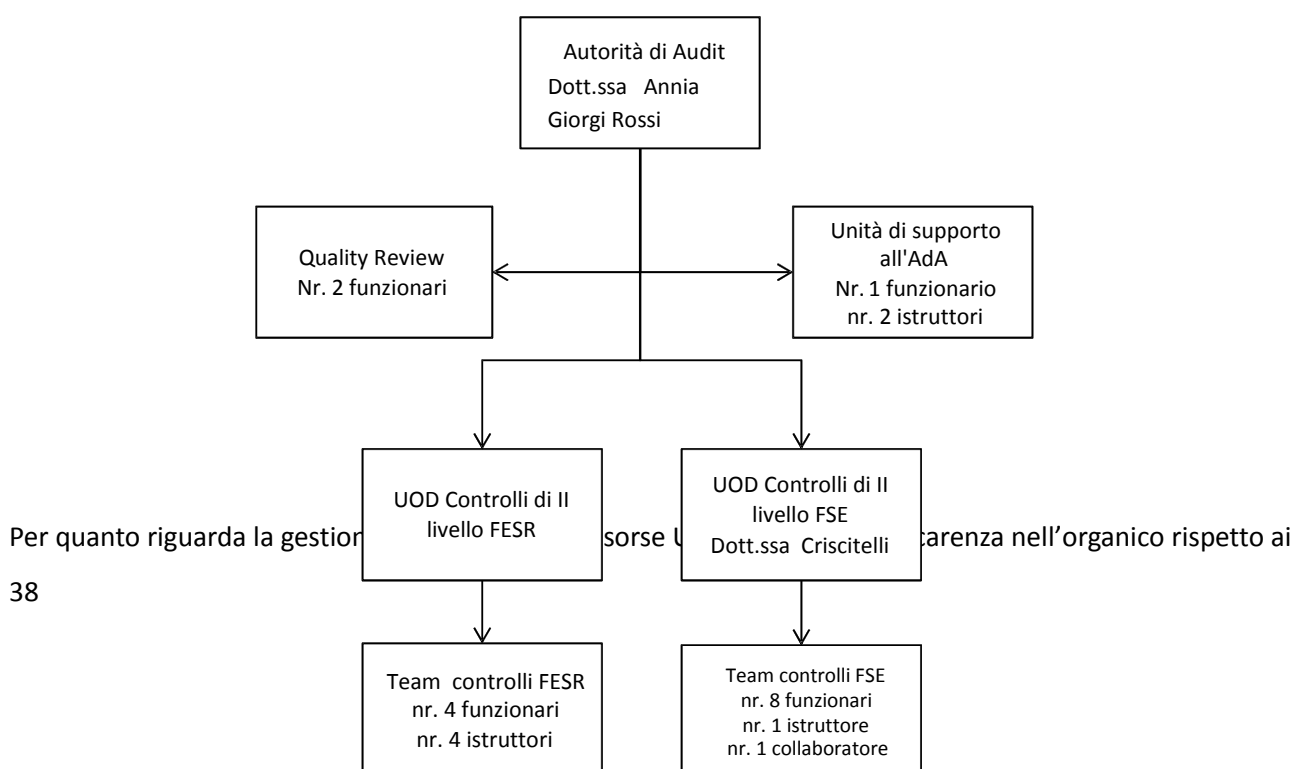 Autorità di Audit
Dott.ssa Annia
Giorgi Rossi
Quality Review
Nr. 2 funzionari
Unità di supporto
all'AdA
Nr. 1 funzionario
nr. 2 istruttori
UOD Controlli di II
livello FESR
UOD Controlli di II
livello FSE
Dott.ssa Criscitelli
Per quanto riguarda la sorse carenza nell’organico rispetto ai
38
Team controlli FESR
nr. 4 funzionari
nr. 4 istruttori
Team controlli FSE
nr. 8 funzionari
nr. 1 istruttore
nr. 1 collaboratore